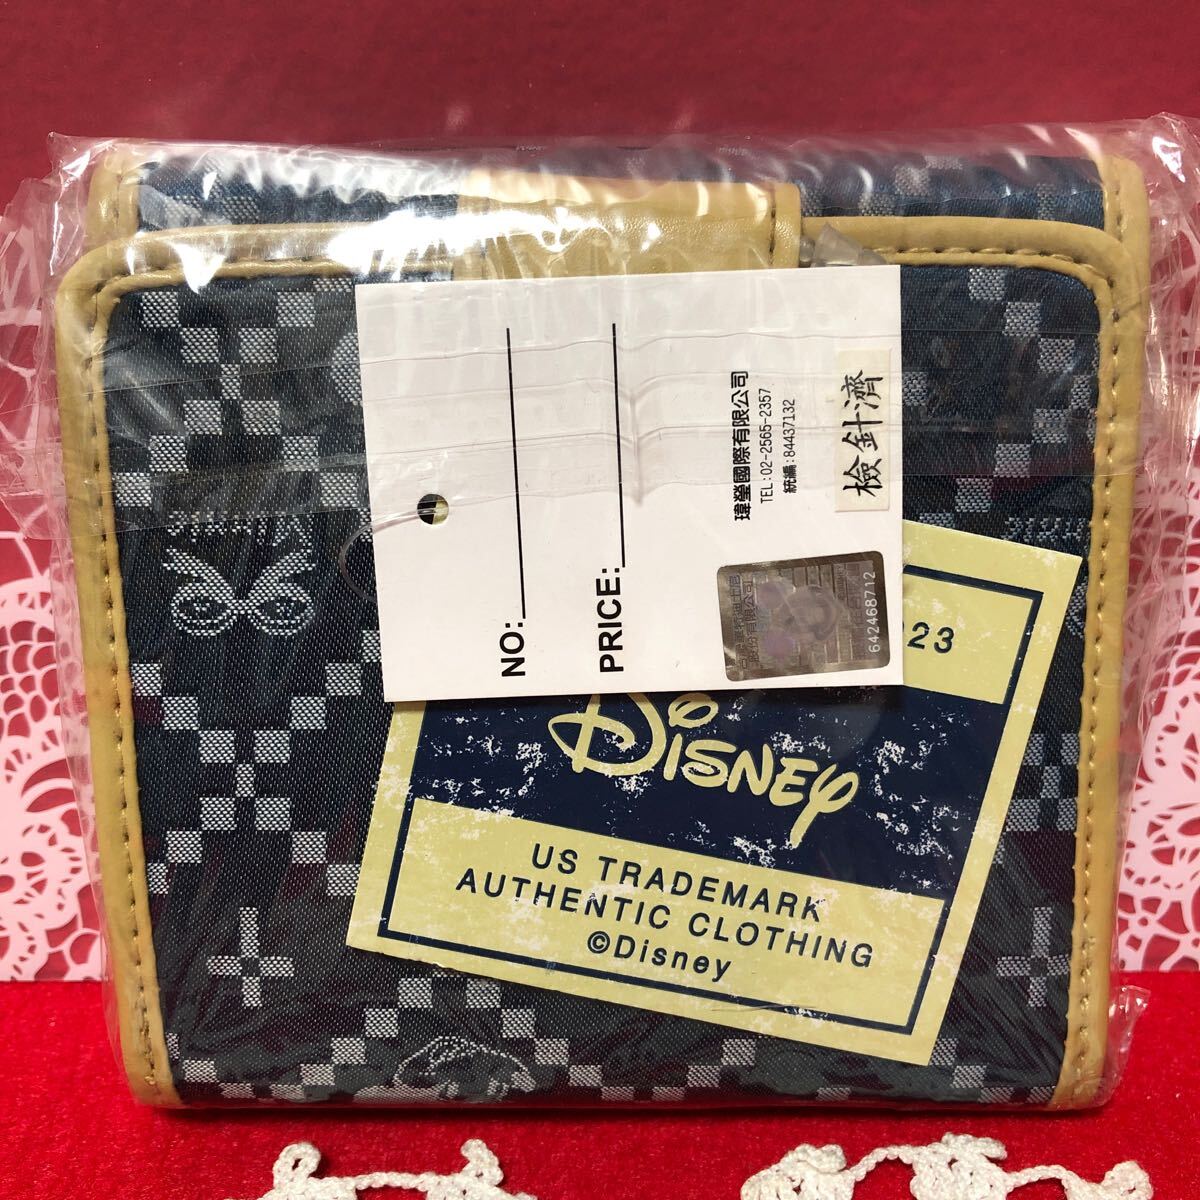 NO:
PRICE:
瑋瑩國際有限公司
TEL:02-2565-2357
統編:84437132
檢針濟
642468712
23
Disney
US TRADEMARK
AUTHENTIC CLOTHING
©Disney